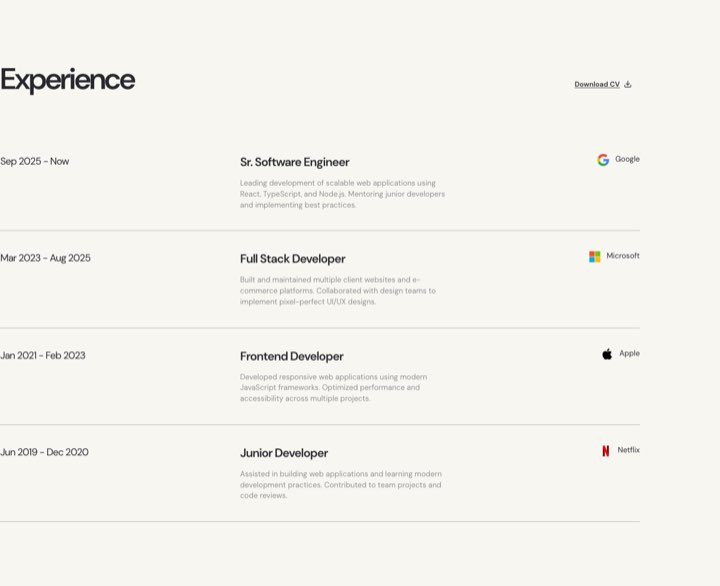 Experience
Download CV
Sep 2025 - Now
Sr. Software Engineer
Google
Leading development of scalable web applications using
React, TypeScript, and Node.js. Mentoring junior developers
and implementing best practices.
Mar 2023 - Aug 2025
Full Stack Developer
Microsoft
Built and maintained multiple client websites and e-
commerce platforms. Collaborated with design teams to
implement pixel-perfect UI/UX designs.
Jan 2021 - Feb 2023
Frontend Developer
Apple
Developed responsive web applications using modern
JavaScript frameworks. Optimized performance and
accessibility across multiple projects.
Jun 2019 - Dec 2020
Junior Developer
Netflix
Assisted in building web applications and learning modern
development practices. Contributed to team projects and
code reviews.